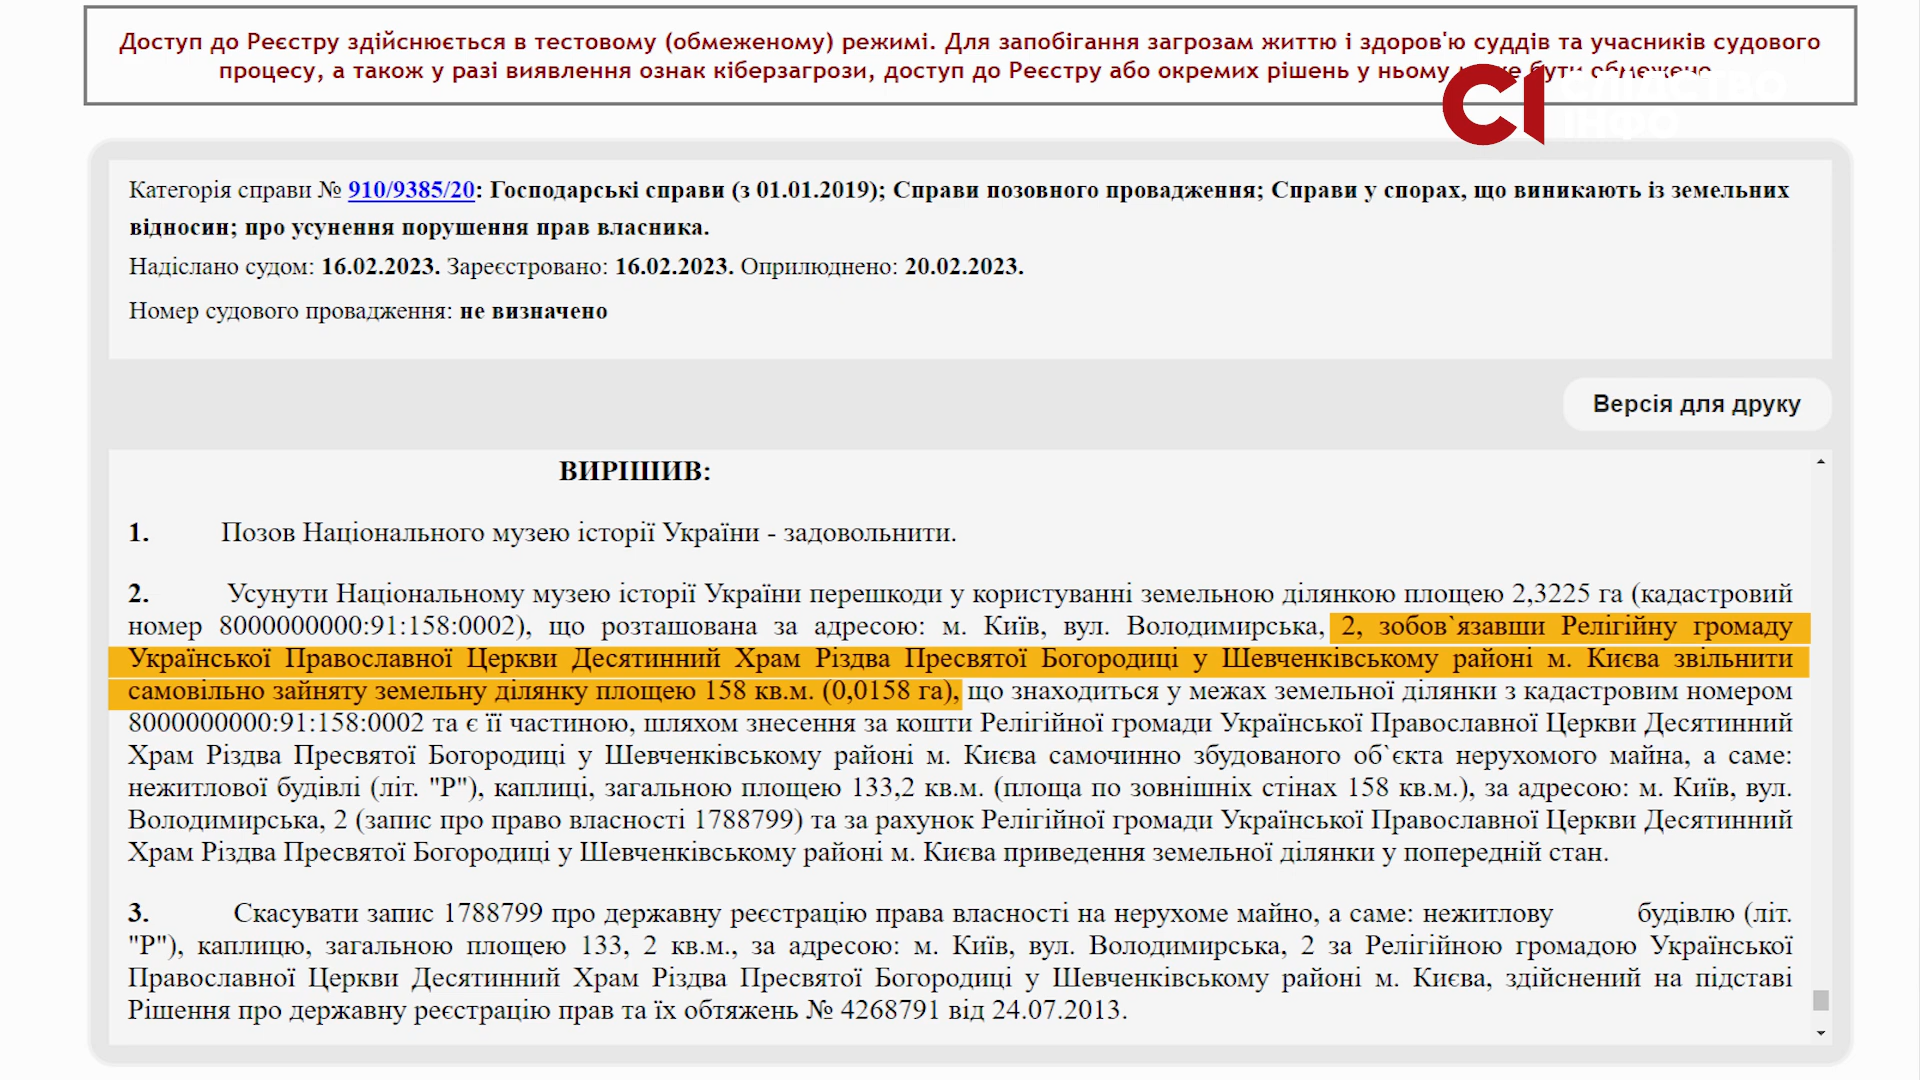 Доступ до Реєстру здійснюється в тестовому (обмеженому) режимі. Для запобігання загрозам життю і здоров'ю суддів та учасників судового
процесу, а також у разі виявлення ознак кіберзагрози, доступ до Реєстру або окремих рішень у ньому може бути обмежено.
СІ СЛІДСТВО
ІНФО
Категорія справи № 910/9385/20: Господарські справи (з 01.01.2019); Справи позовного провадження; Справи у спорах, що виникають із земельних
відносин; про усунення порушення прав власника.
Надіслано судом: 16.02.2023. Зареєстровано: 16.02.2023. Оприлюднено: 20.02.2023.
Номер судового провадження: не визначено
Версія для друку
ВИРІШИВ:
1. Позов Національного музею історії України - задовольнити.
2. Усунути Національному музею історії України перешкоди у користуванні земельною ділянкою площею 2,3225 га (кадастровий
номер 8000000000:91:158:0002), що розташована за адресою: м. Київ, вул. Володимирська, 2, зобов`язавши Релігійну громаду
Української Православної Церкви Десятинний Храм Різдва Пресвятої Богородиці у Шевченківському районі м. Києва звільнити
самовільно зайняту земельну ділянку площею 158 кв.м. (0,0158 га), що знаходиться у межах земельної ділянки з кадастровим номером
8000000000:91:158:0002 та є її частиною, шляхом знесення за кошти Релігійної громади Української Православної Церкви Десятинний
Храм Різдва Пресвятої Богородиці у Шевченківському районі м. Києва самочинно збудованого об`єкта нерухомого майна, а саме:
нежитлової будівлі (літ. "Р"), каплиці, загальною площею 133,2 кв.м. (площа по зовнішніх стінах 158 кв.м.), за адресою: м. Київ, вул.
Володимирська, 2 (запис про право власності 1788799) та за рахунок Релігійної громади Української Православної Церкви Десятинний
Храм Різдва Пресвятої Богородиці у Шевченківському районі м. Києва приведення земельної ділянки у попередній стан.
3. Скасувати запис 1788799 про державну реєстрацію права власності на нерухоме майно, а саме: нежитлову будівлю (літ.
"Р"), каплицю, загальною площею 133, 2 кв.м., за адресою: м. Київ, вул. Володимирська, 2 за Релігійною громадою Української
Православної Церкви Десятинний Храм Різдва Пресвятої Богородиці у Шевченківському районі м. Києва, здійснений на підставі
Рішення про державну реєстрацію прав та їх обтяжень № 4268791 від 24.07.2013.